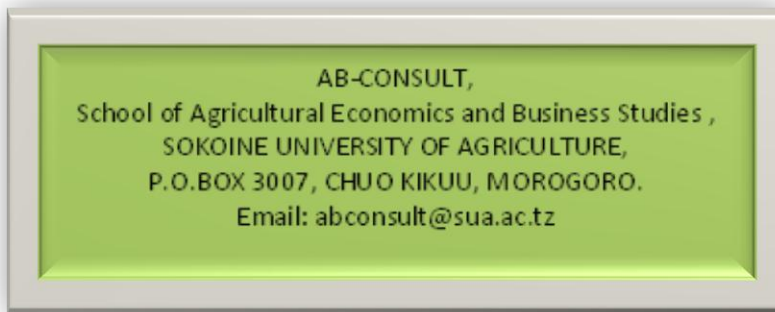 AB-CONSULT,
School of Agricultural Economics and Business Studies ,
SOKOINE UNIVERSITY OF AGRICULTURE,
P.O.BOX 3007, CHUO KIKUU, MOROGORO.
Email: abconsult@sua.ac.tz